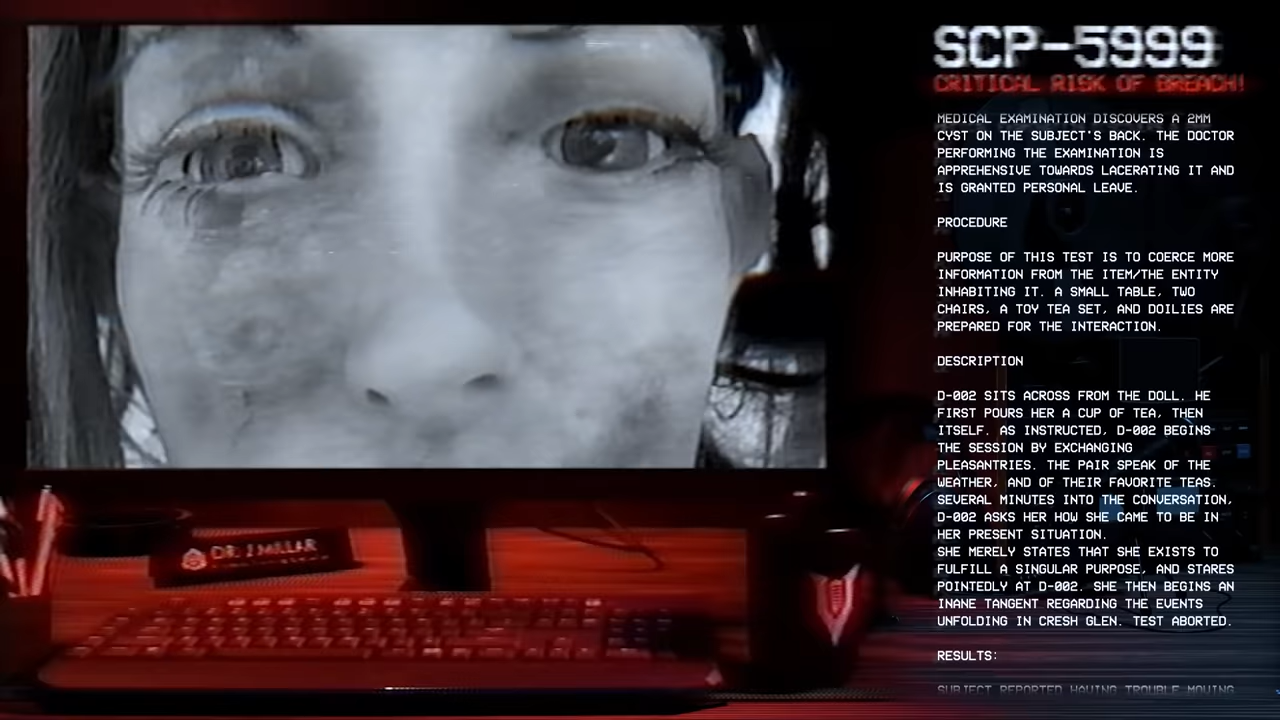 SCP-5999
CRITICAL RISK OF BREACH!
MEDICAL EXAMINATION DISCOVERS A 2MM
CYST ON THE SUBJECT'S BACK. THE DOCTOR
PERFORMING THE EXAMINATION IS
APPREHENSIVE TOWARDS LACERATING IT AND
IS GRANTED PERSONAL LEAVE.
PROCEDURE
PURPOSE OF THIS TEST IS TO COERCE MORE
INFORMATION FROM THE ITEM/THE ENTITY
INHABITING IT. A SMALL TABLE, TWO
CHAIRS, A TOY TEA SET, AND DOILIES ARE
PREPARED FOR THE INTERACTION.
DESCRIPTION
D-002 SITS ACROSS FROM THE DOLL. HE
FIRST POURS HER A CUP OF TEA, THEN
ITSELF. AS INSTRUCTED, D-002 BEGINS
THE SESSION BY EXCHANGING
PLEASANTRIES. THE PAIR SPEAK OF THE
WEATHER, AND OF THEIR FAVORITE TEAS.
SEVERAL MINUTES INTO THE CONVERSATION,
D-002 ASKS HER HOW SHE CAME TO BE IN
HER PRESENT SITUATION.
SHE MERELY STATES THAT SHE EXISTS TO
FULFILL A SINGULAR PURPOSE, AND STARES
POINTEDLY AT D-002. SHE THEN BEGINS AN
INANE TANGENT REGARDING THE EVENTS
UNFOLDING IN CRESH GLEN. TEST ABORTED.
RESULTS:
SUBJECT REPORTED HAVING TROUBLE MOVING
DR. J MILLAR